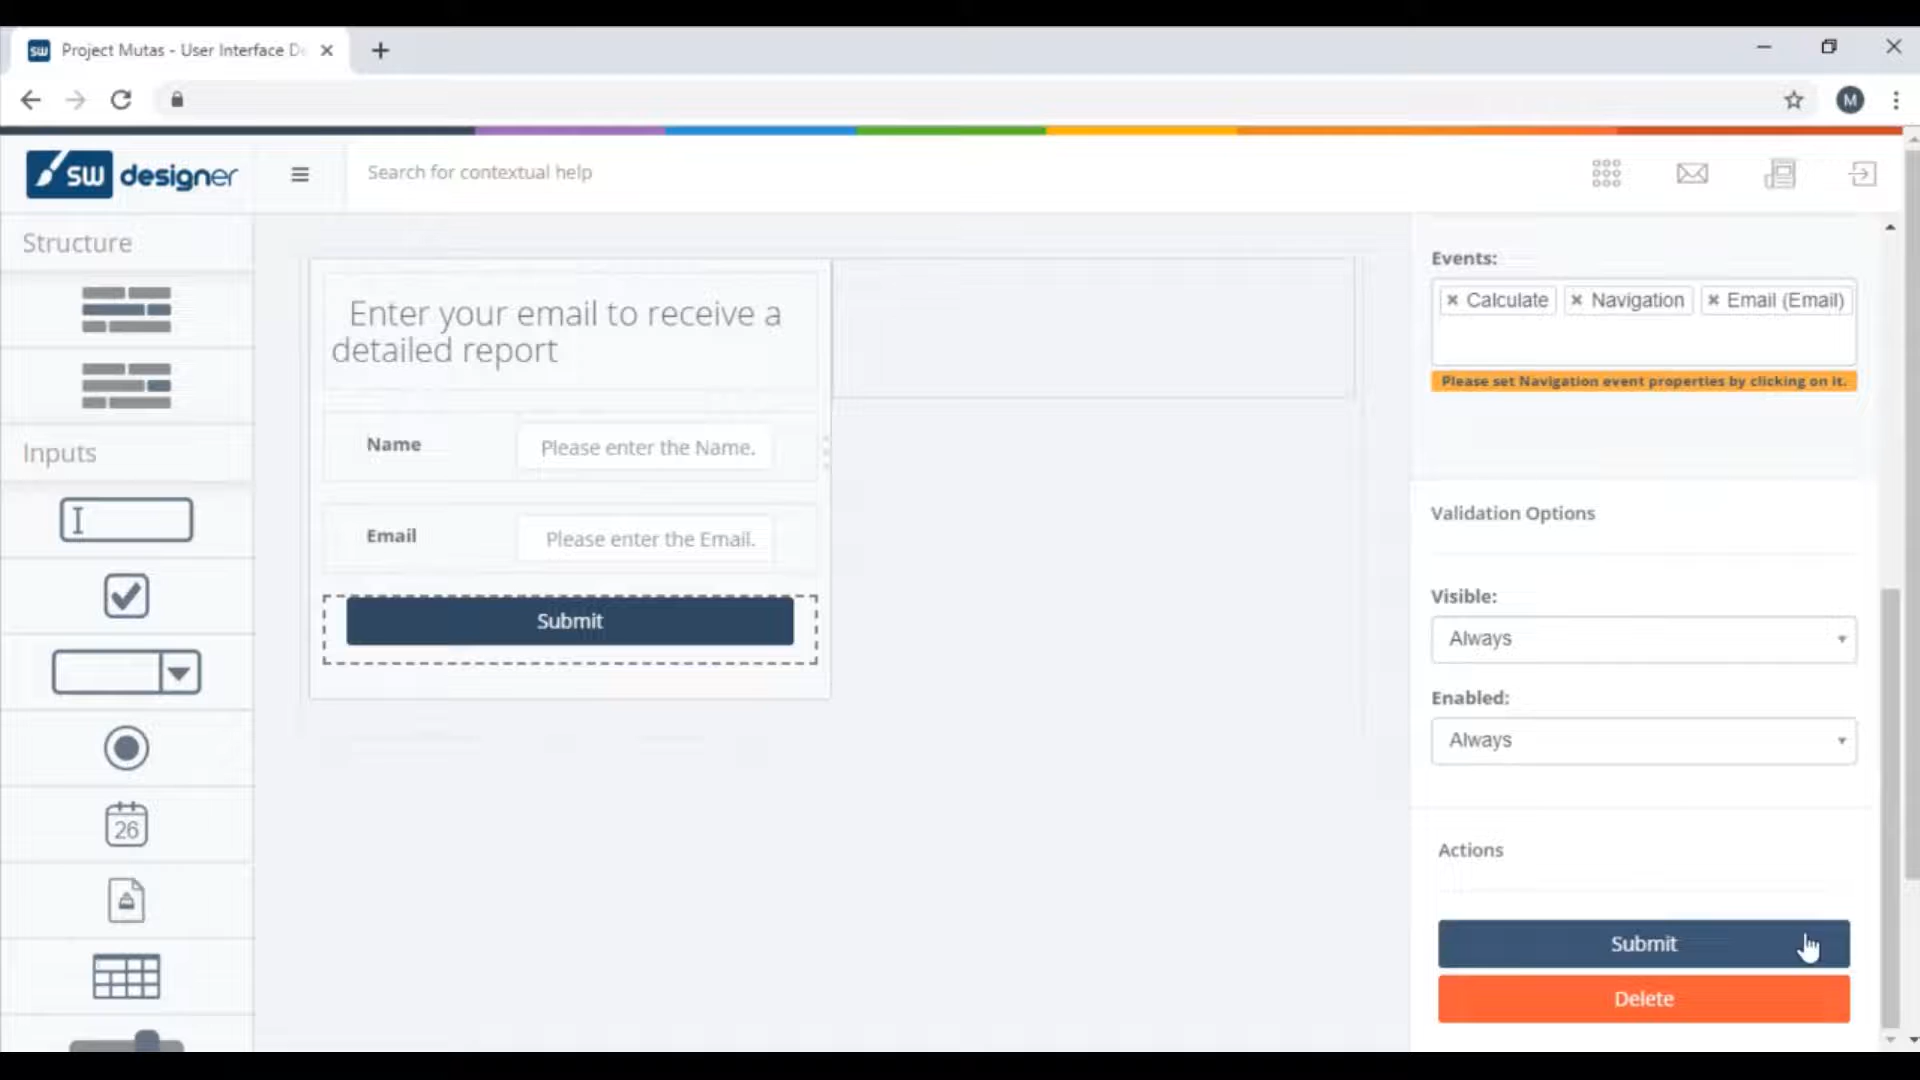 Project Mutas - User Interface De
M
sw designer
Search for contextual help
Structure
Inputs
26
Enter your email to receive a
detailed report
Name
Please enter the Name.
Email
Please enter the Email.
Submit
Events:
× Calculate × Navigation × Email (Email)
Please set Navigation event properties by clicking on it.
Validation Options
Visible:
Always
Enabled:
Always
Actions
Submit
Delete